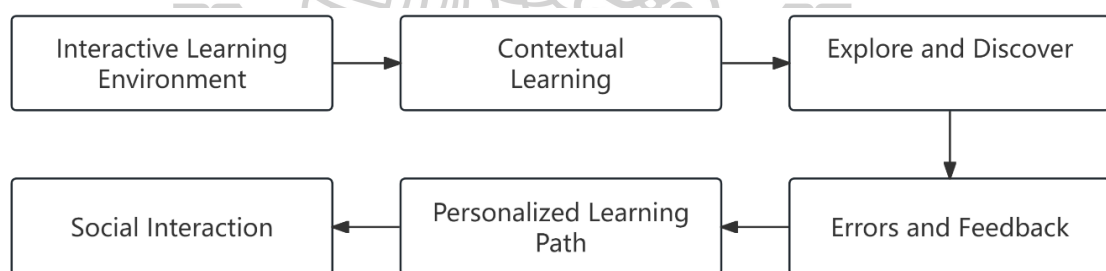 Interactive Learning
Environment
Contextual
Learning
Explore and Discover
Errors and Feedback
Personalized Learning
Path
Social Interaction